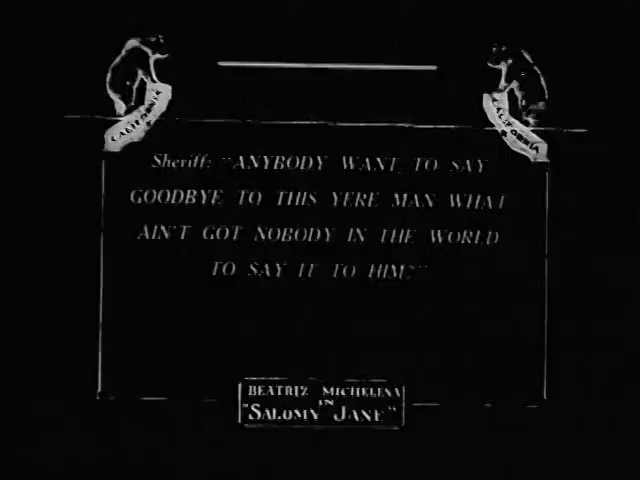 CALIFORNIA
CALIFORNIA
Sheriff: "ANYBODY WANT TO SAY
GOODBYE TO THIS YERE MAN WHAT
AIN'T GOT NOBODY IN THE WORLD
TO SAY IT TO HIM?"
BEATRIZ MICHELENA
IN
"SALOMY JANE"